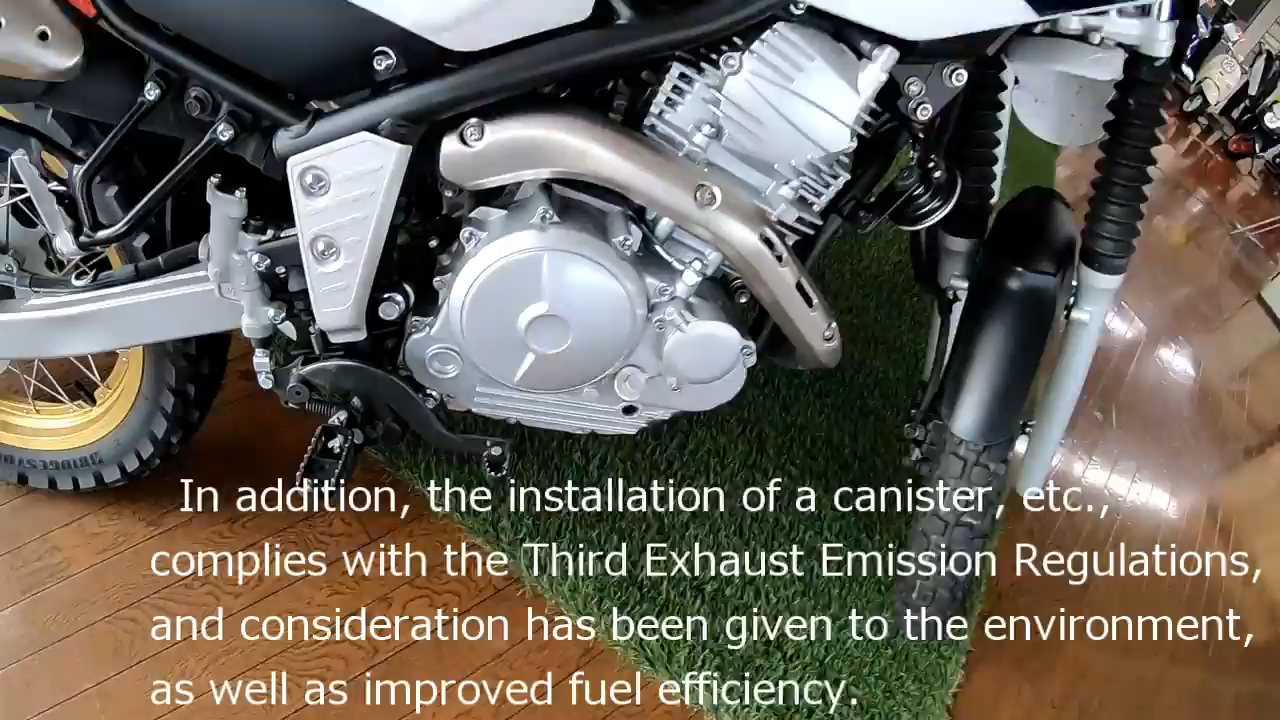 BRIDGESTO
In addition, the installation of a canister, etc.,
complies with the Third Exhaust Emission Regulations,
and consideration has been given to the environment,
as well as improved fuel efficiency.